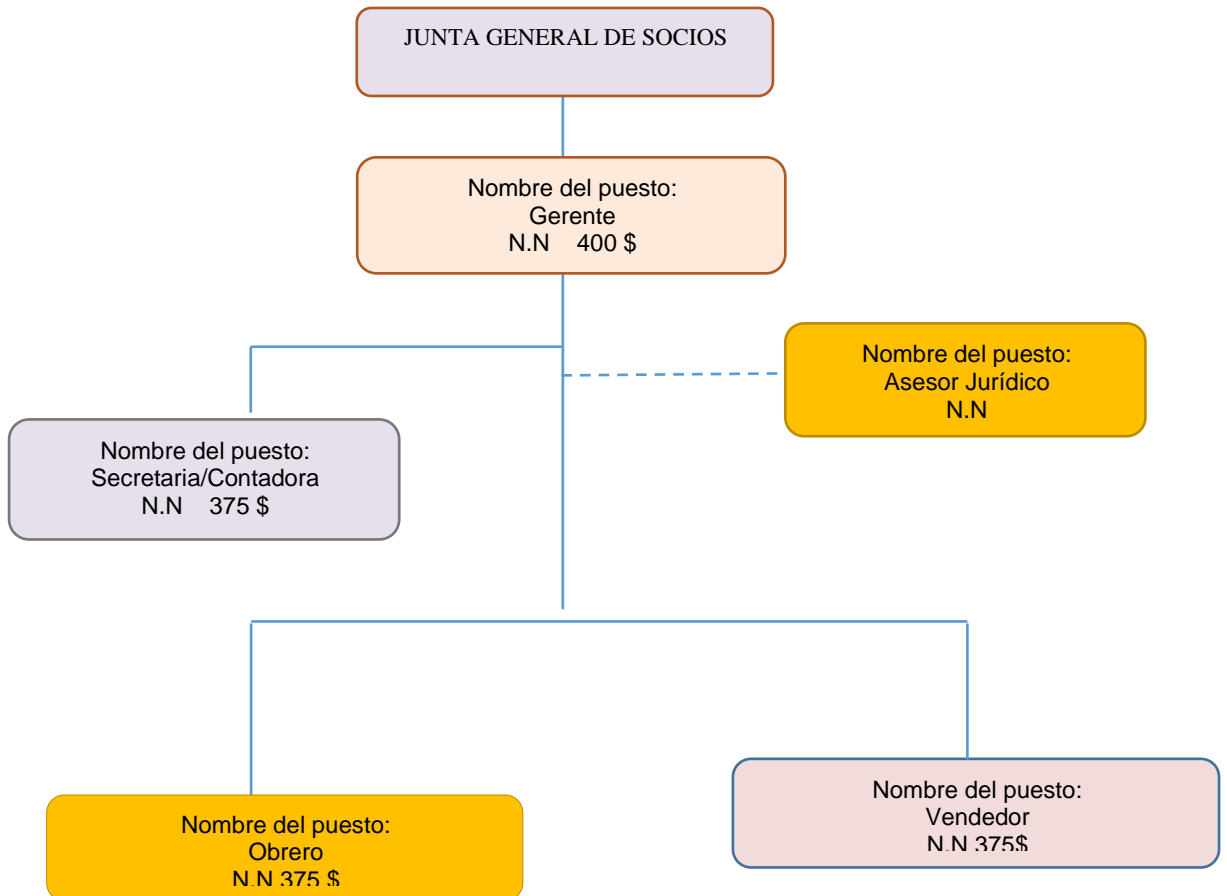 JUNTA GENERAL DE SOCIOS
Nombre del puesto:
Gerente
N.N 400 $
Nombre del puesto:
Asesor Jurídico
N.N
Nombre del puesto:
Secretaria/Contadora
N.N 375 $
Nombre del puesto:
Vendedor
N.N 375$
Nombre del puesto:
Obrero
N.N 375 $